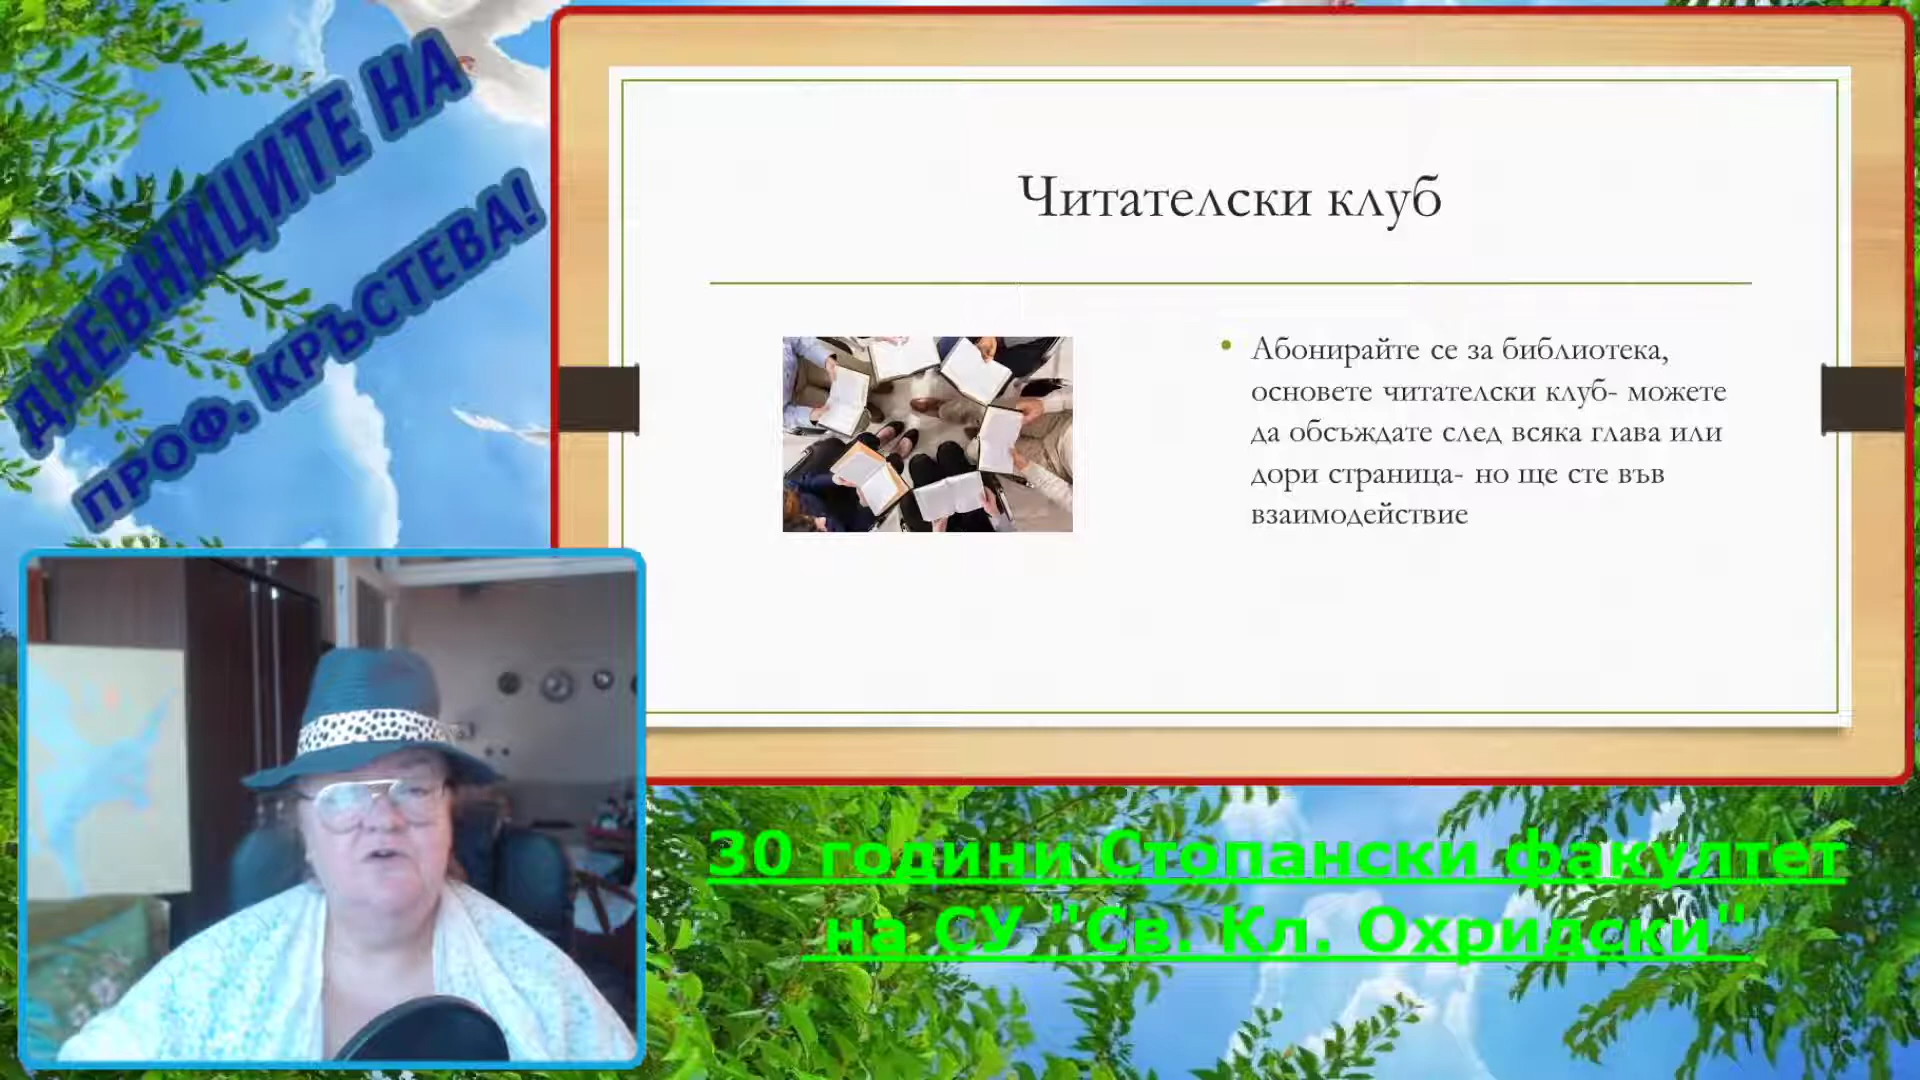 ДНЕВНИЦИТЕ НА
ПРОФ. КРЪСТЕВА!
Читателски клуб
• Абонирайте се за библиотека,
основете читателски клуб- можете
да обсъждате след всяка глава или
дори страница- но ще сте във
взаимодействие
30 години Стопански факултет
на СУ "Св. Кл. Охридски"